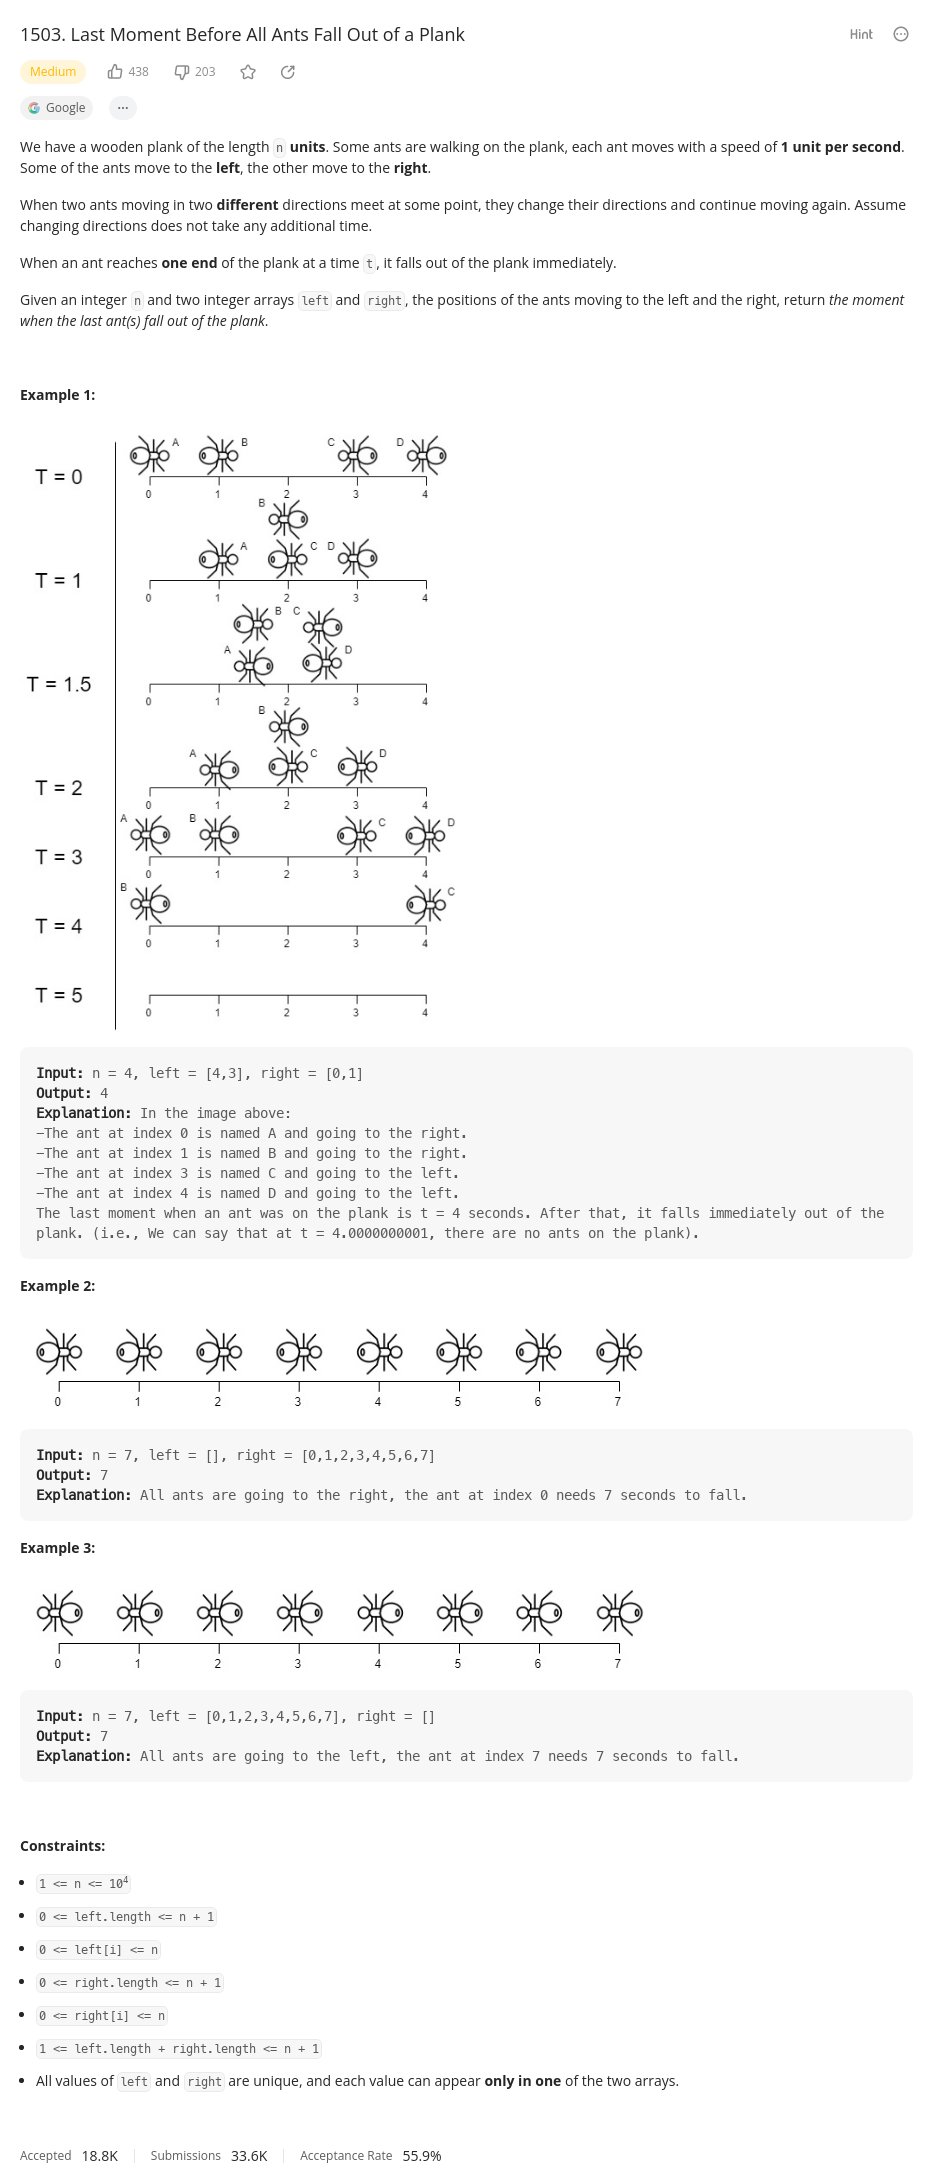 1503. Last Moment Before All Ants Fall Out of a Plank
Hint
Medium 438 203
Google ...
We have a wooden plank of the length n units. Some ants are walking on the plank, each ant moves with a speed of 1 unit per second.
Some of the ants move to the left, the other move to the right.
When two ants moving in two different directions meet at some point, they change their directions and continue moving again. Assume
changing directions does not take any additional time.
When an ant reaches one end of the plank at a time t, it falls out of the plank immediately.
Given an integer n and two integer arrays left and right, the positions of the ants moving to the left and the right, return the moment
when the last ant(s) fall out of the plank.
Example 1:
A B C D
T = 0
0 1 2 3 4
B
A C D
T = 1
0 1 2 3 4
B C
A D
T = 1.5
0 1 2 3 4
B
A C D
T = 2
0 1 2 3 4
A B C D
T = 3
0 1 2 3 4
B C
T = 4
0 1 2 3 4
T = 5
0 1 2 3 4
Input: n = 4, left = [4,3], right = [0,1]
Output: 4
Explanation: In the image above:
-The ant at index 0 is named A and going to the right.
-The ant at index 1 is named B and going to the right.
-The ant at index 3 is named C and going to the left.
-The ant at index 4 is named D and going to the left.
The last moment when an ant was on the plank is t = 4 seconds. After that, it falls immediately out of the
plank. (i.e., We can say that at t = 4.0000000001, there are no ants on the plank).
Example 2:
0 1 2 3 4 5 6 7
Input: n = 7, left = [], right = [0,1,2,3,4,5,6,7]
Output: 7
Explanation: All ants are going to the right, the ant at index 0 needs 7 seconds to fall.
Example 3:
0 1 2 3 4 5 6 7
Input: n = 7, left = [0,1,2,3,4,5,6,7], right = []
Output: 7
Explanation: All ants are going to the left, the ant at index 7 needs 7 seconds to fall.
Constraints:
1 <= n <= 10⁴
0 <= left.length <= n + 1
0 <= left[i] <= n
0 <= right.length <= n + 1
0 <= right[i] <= n
1 <= left.length + right.length <= n + 1
All values of left and right are unique, and each value can appear only in one of the two arrays.
Accepted 18.8K Submissions 33.6K Acceptance Rate 55.9%